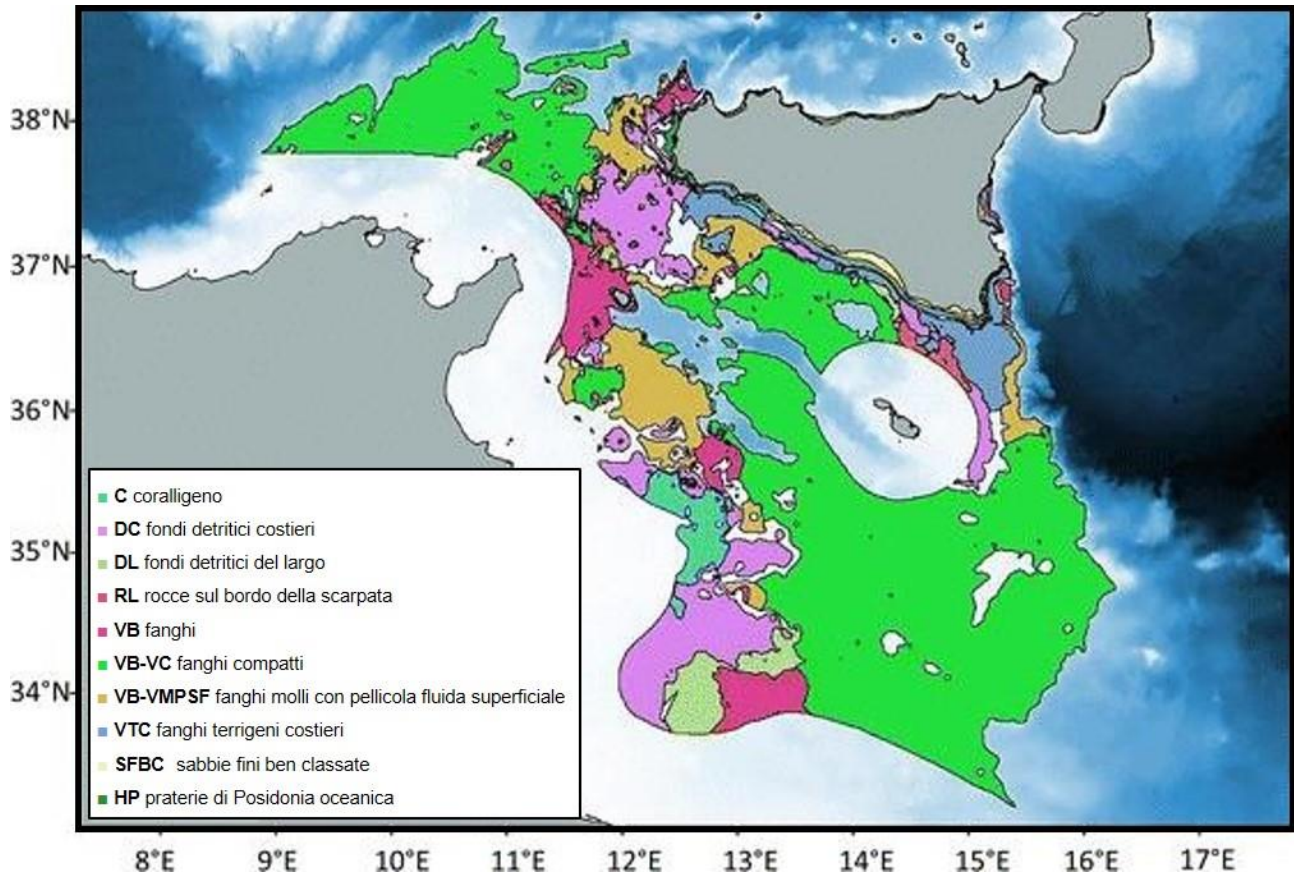 38°N
37°N
36°N
35°N
34°N
C coralligeno
DC fondi detritici costieri
DL fondi detritici del largo
RL rocce sul bordo della scarpata
VB fanghi
VB-VC fanghi compatti
VB-VMPSF fanghi molli con pellicola fluida superficiale
VTC fanghi terrigeni costieri
SFBC sabbie fini ben classate
HP praterie di Posidonia oceanica
8°E 9°E 10°E 11°E 12°E 13°E 14°E 15°E 16°E 17°E